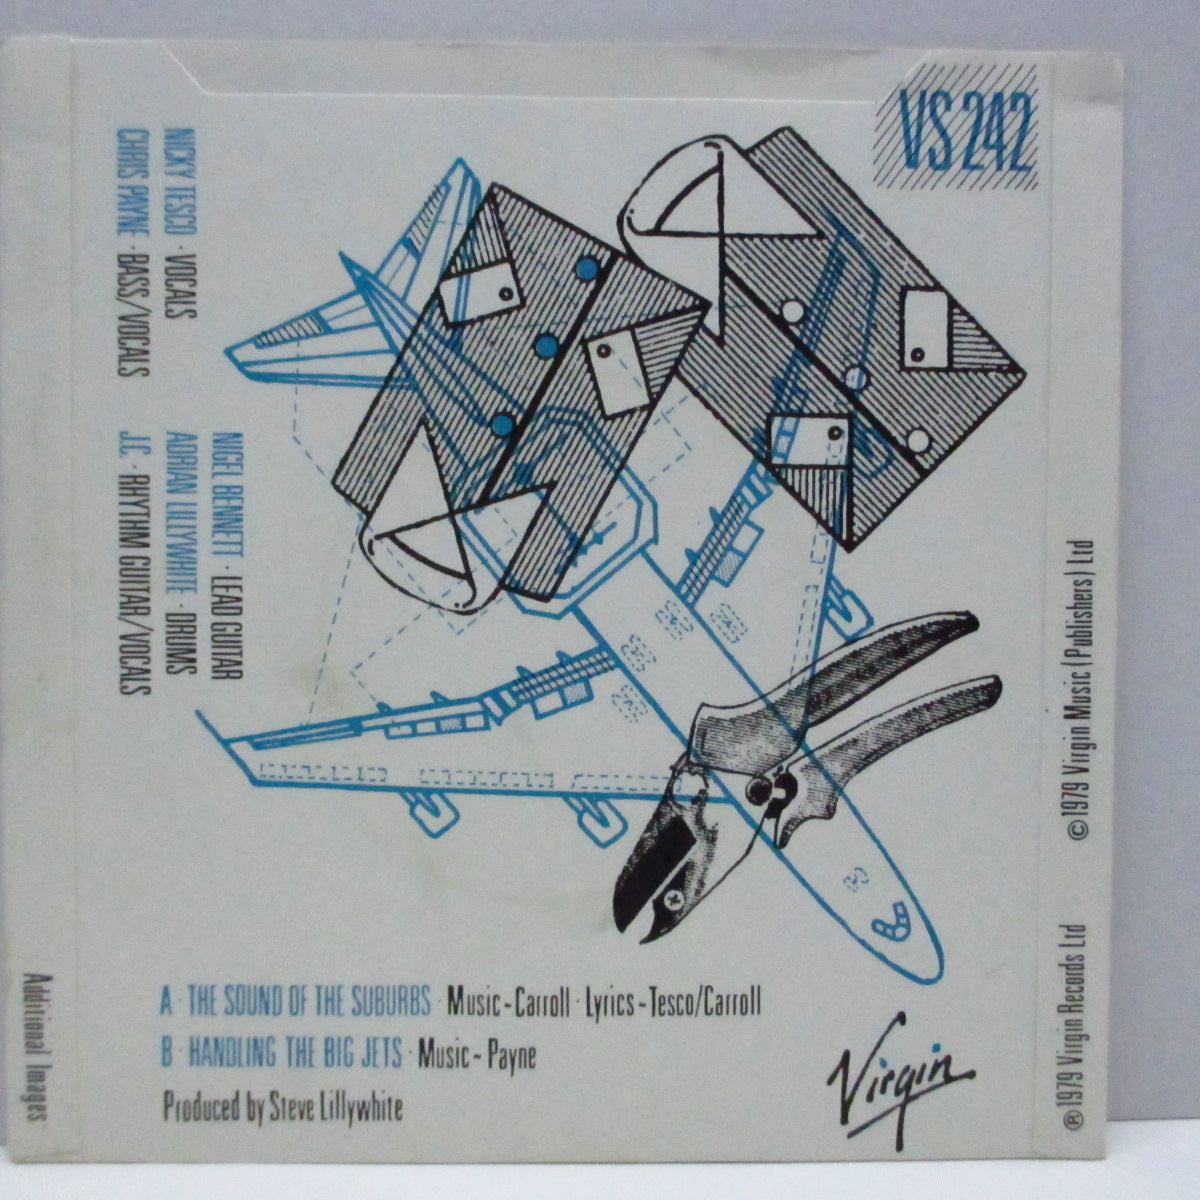 VS 242
NICKY TESCO · VOCALS
CHRIS PAYNE · BASS/VOCALS
NIGEL BENNETT · LEAD GUITAR
ADRIAN LILLYWHITE · DRUMS
J.C. · RHYTHM GUITAR/VOCALS
©1979 Virgin Music (Publishers) Ltd
℗1979 Virgin Records Ltd
A · THE SOUND OF THE SUBURBS · Music~Carroll · Lyrics~Tesco/Carroll
B · HANDLING THE BIG JETS · Music~Payne
Produced by Steve Lillywhite
Virgin
Additional Images